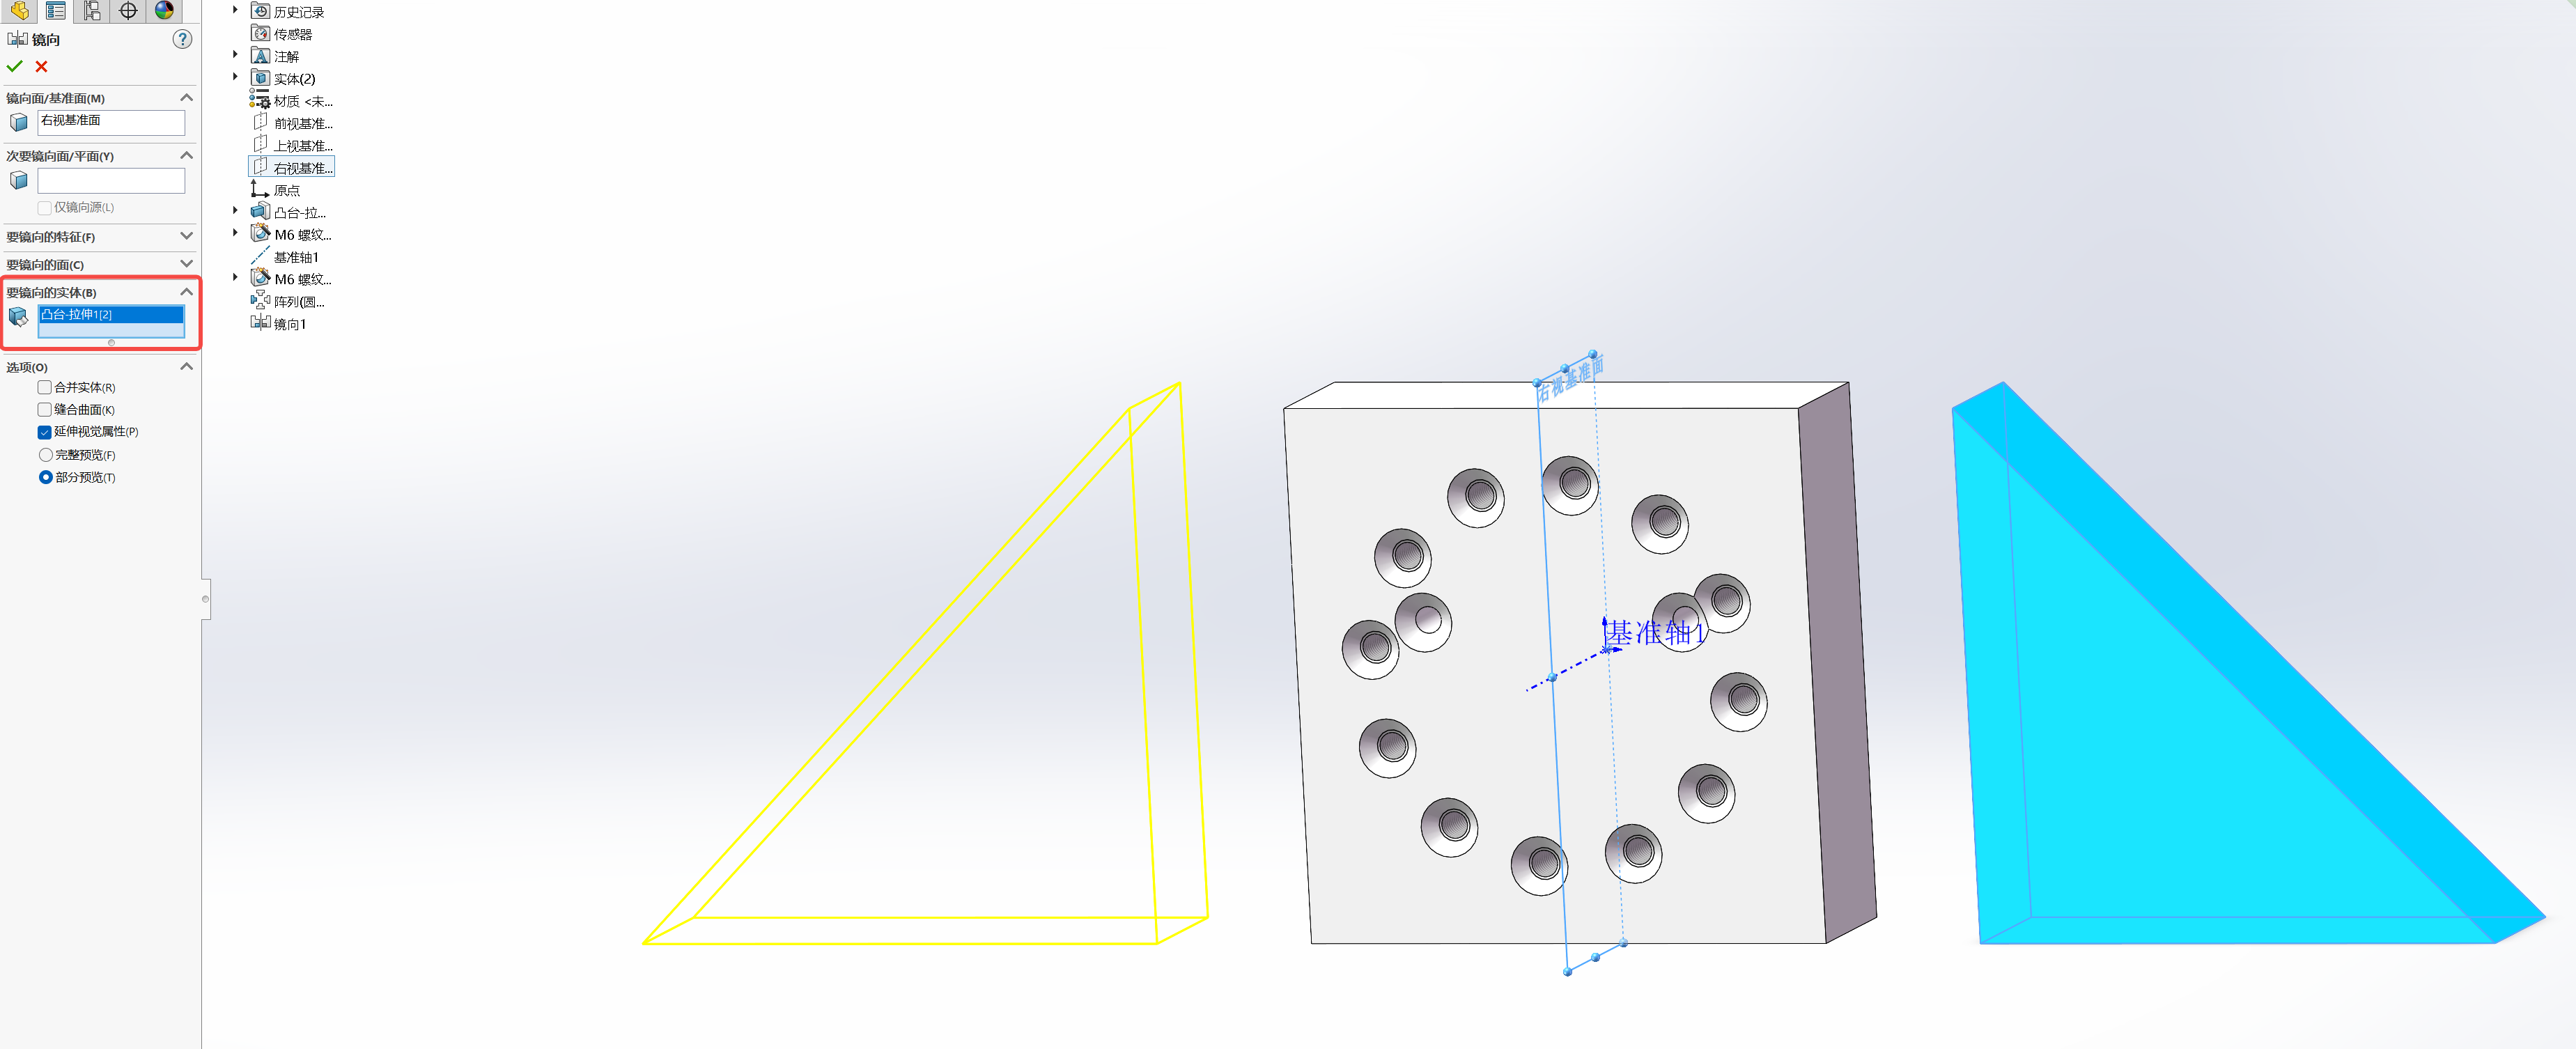 镜向
镜向面/基准面(M)
右视基准面
次要镜向面/平面(Y)
仅镜向源(L)
要镜向的特征(F)
要镜向的面(C)
要镜向的实体(B)
凸台-拉伸1[2]
选项(O)
合并实体(R)
缝合曲面(K)
延伸视觉属性(P)
完整预览(F)
部分预览(T)
历史记录
传感器
注解
实体(2)
材质 <未...
前视基准...
上视基准...
右视基准...
原点
凸台-拉...
M6 螺纹...
基准轴1
M6 螺纹...
阵列(圆...
镜向1
右视基准面
基准轴1